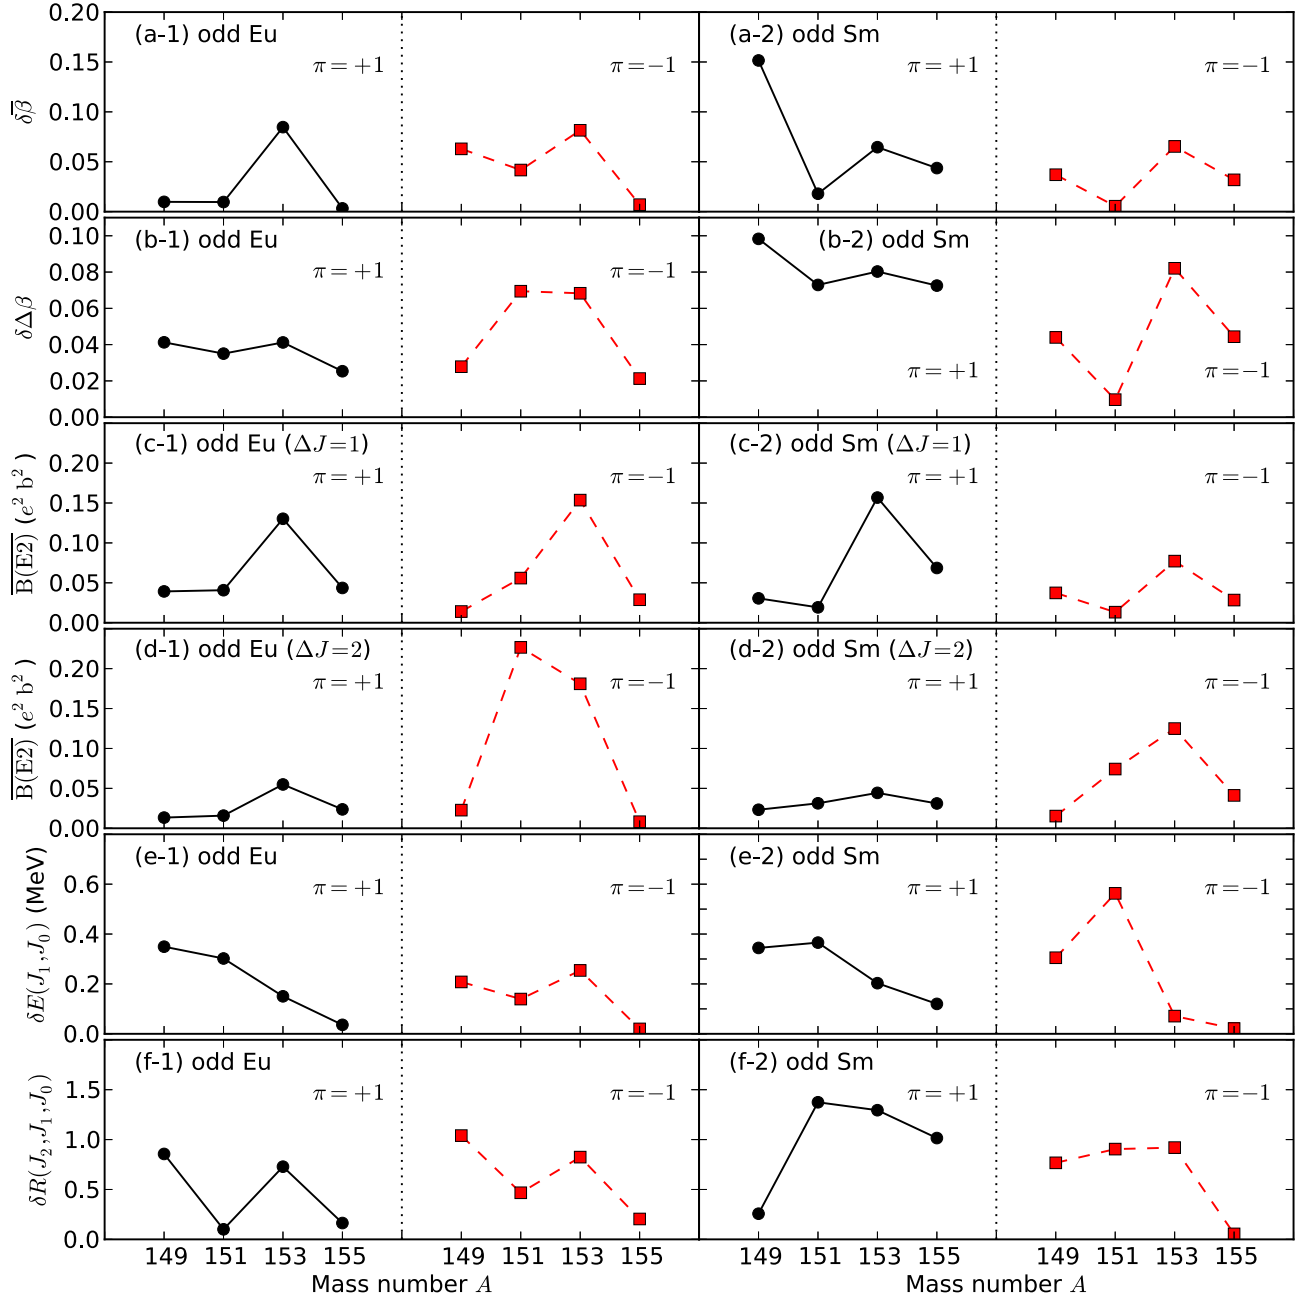 (a-1) odd Eu
π = +1
π = −1
(a-2) odd Sm
π = +1
π = −1
0.20
0.15
0.10
0.05
0.00
δβ̅
(b-1) odd Eu
π = +1
π = −1
(b-2) odd Sm
π = +1
π = −1
0.10
0.08
0.06
0.04
0.02
0.00
δΔβ
(c-1) odd Eu (ΔJ=1)
π = +1
π = −1
(c-2) odd Sm (ΔJ=1)
π = +1
π = −1
0.20
0.15
0.10
0.05
0.00
B(E2) (e² b²)
(d-1) odd Eu (ΔJ=2)
π = +1
π = −1
(d-2) odd Sm (ΔJ=2)
π = +1
π = −1
0.20
0.15
0.10
0.05
0.00
B(E2) (e² b²)
(e-1) odd Eu
π = +1
π = −1
(e-2) odd Sm
π = +1
π = −1
0.6
0.4
0.2
0.0
δE(J₁,J₀) (MeV)
(f-1) odd Eu
π = +1
π = −1
(f-2) odd Sm
π = +1
π = −1
1.5
1.0
0.5
0.0
δR(J₂,J₁,J₀)
149 151 153 155 149 151 153 155 149 151 153 155 149 151 153 155
Mass number A Mass number A